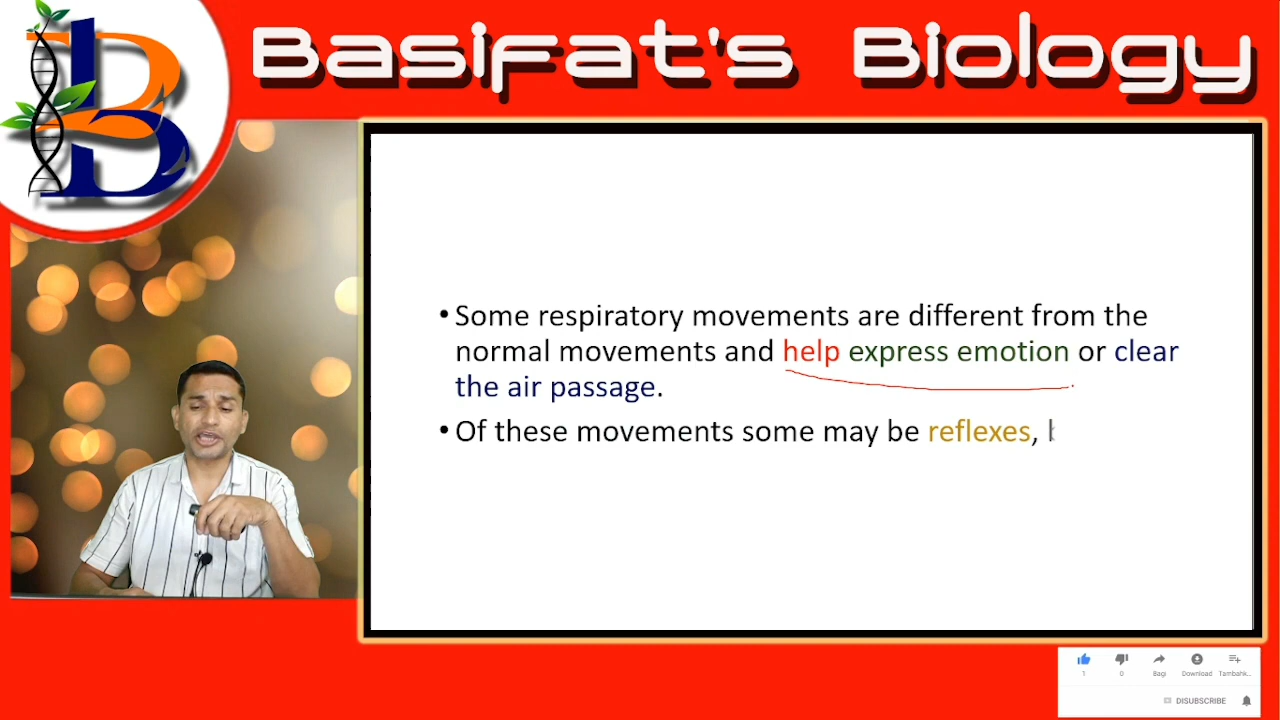 Basifat's Biology
B
• Some respiratory movements are different from the
normal movements and help express emotion or clear
the air passage.
• Of these movements some may be reflexes,
1 0 Bagi Download Tambahk...
DISUBSCRIBE